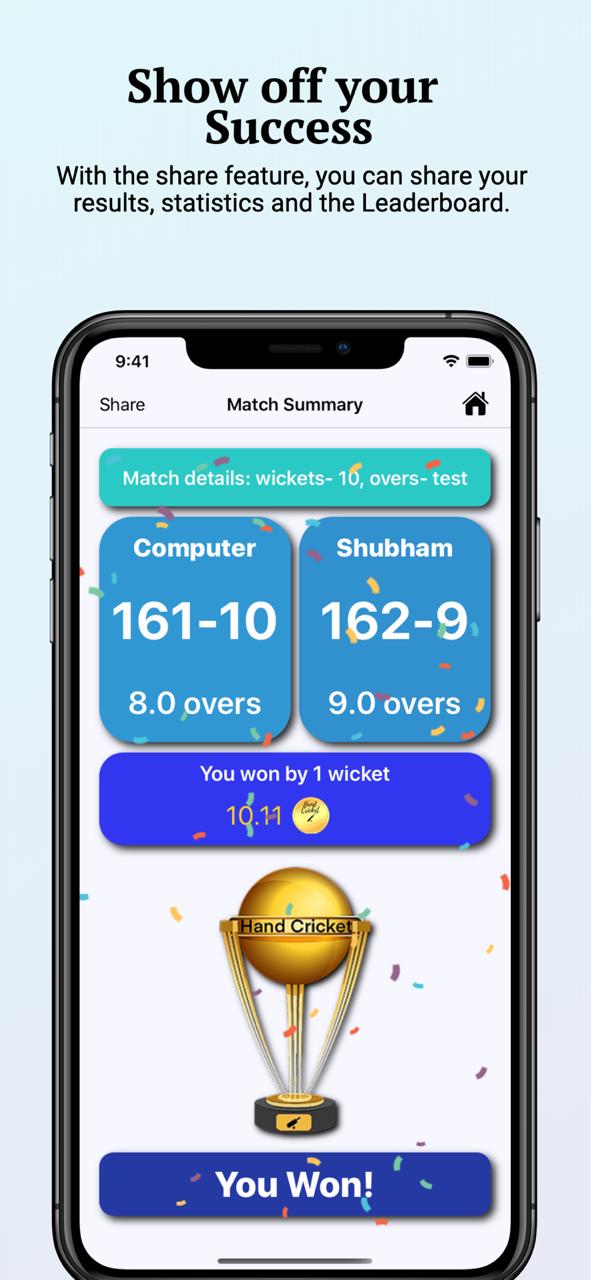 Show off your
Success
With the share feature, you can share your
results, statistics and the Leaderboard.
9:41
Share
Match Summary
Match details: wickets- 10, overs- test
Computer
Shubham
161-10
162-9
8.0 overs
9.0 overs
You won by 1 wicket
10.11
Hand Cricket
Hand Cricket
You Won!